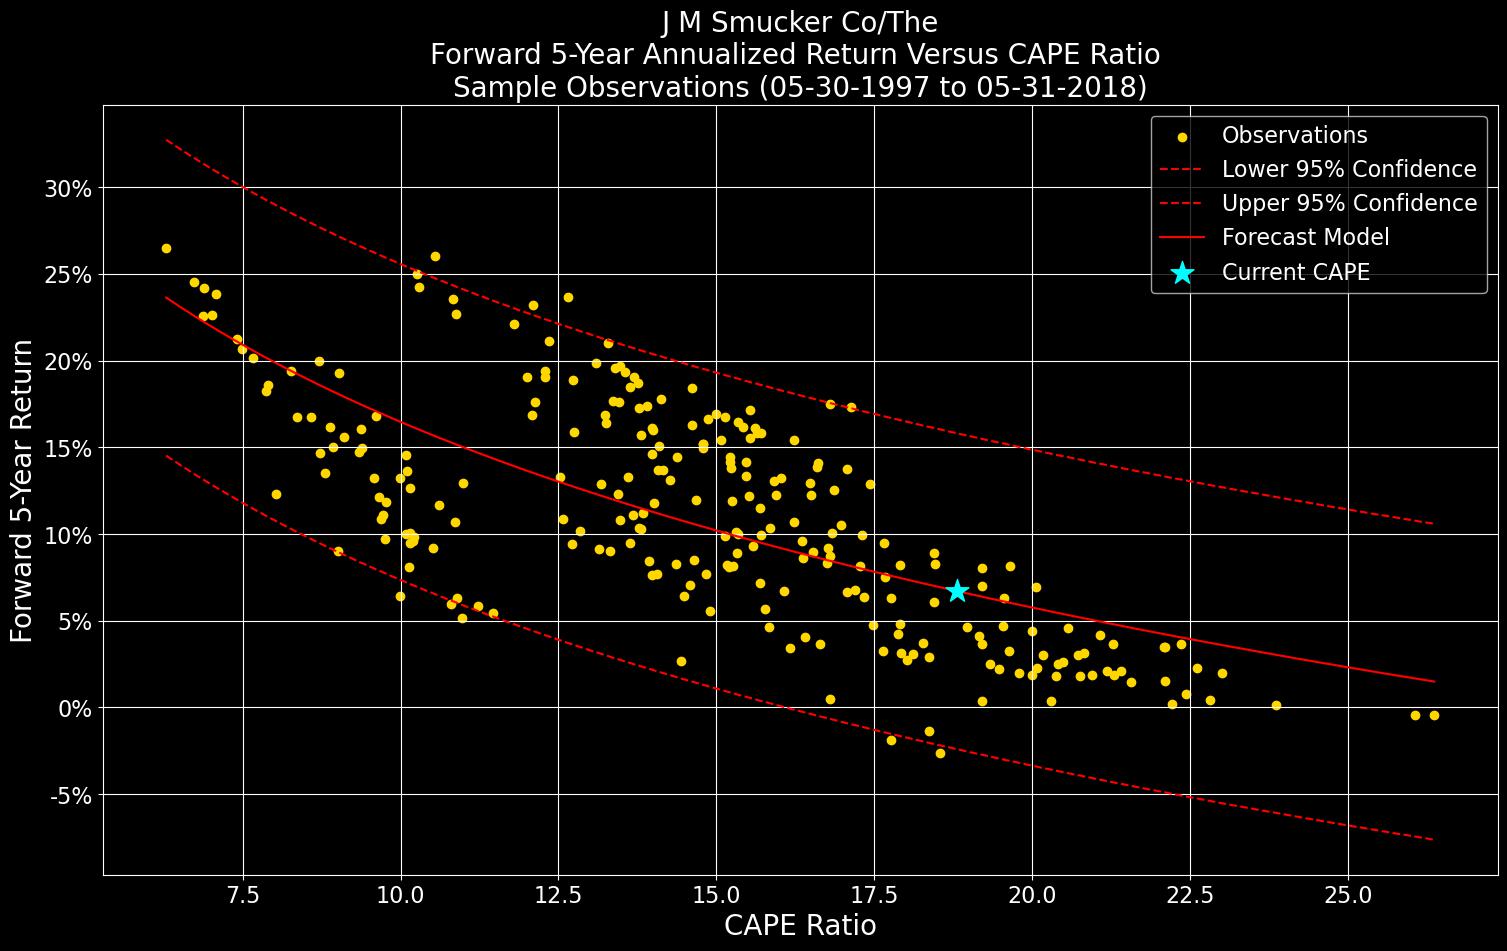 J M Smucker Co/The
Forward 5-Year Annualized Return Versus CAPE Ratio
Sample Observations (05-30-1997 to 05-31-2018)
Observations
Lower 95% Confidence
Upper 95% Confidence
Forecast Model
Current CAPE
Forward 5-Year Return
30%
25%
20%
15%
10%
5%
0%
-5%
7.5 10.0 12.5 15.0 17.5 20.0 22.5 25.0
CAPE Ratio